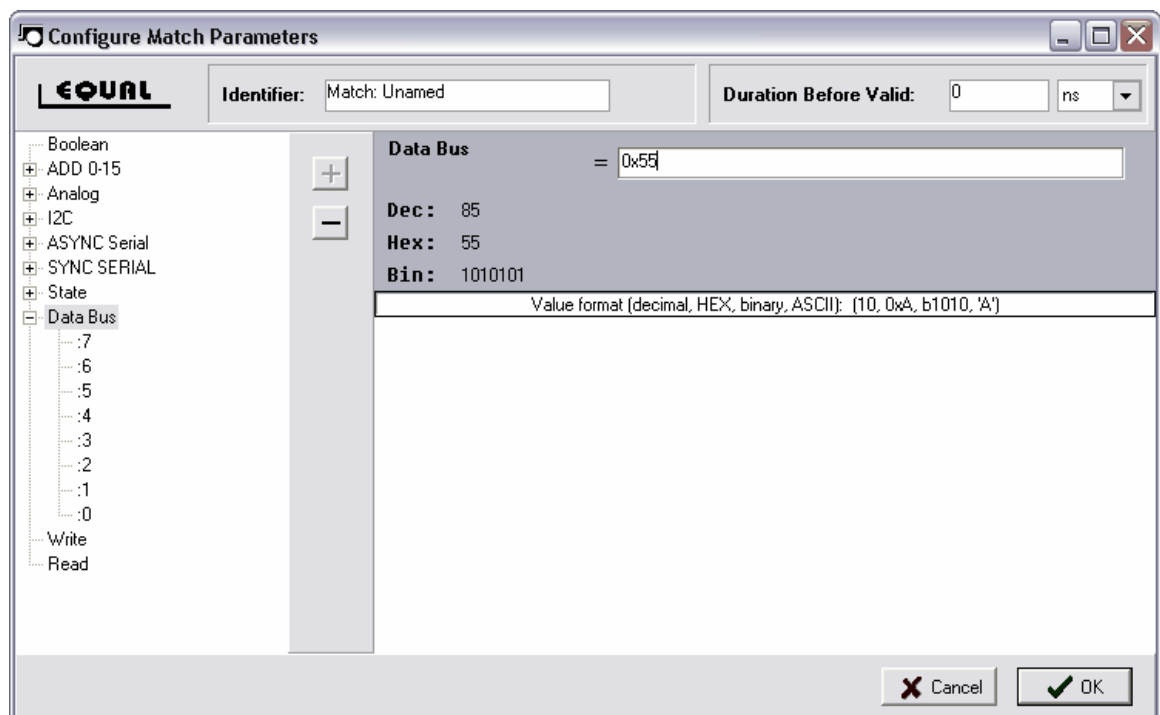 Configure Match Parameters
EQUAL
Identifier: Match: Unnamed
Duration Before Valid: 0 ns
Boolean
ADD 0-15
Analog
I2C
ASYNC Serial
SYNC SERIAL
State
Data Bus
:7
:6
:5
:4
:3
:2
:1
:0
Write
Read
Data Bus = 0x55
Dec: 85
Hex: 55
Bin: 1010101
Value format (decimal, HEX, binary, ASCII): (10, 0xA, b1010, 'A')
Cancel
OK